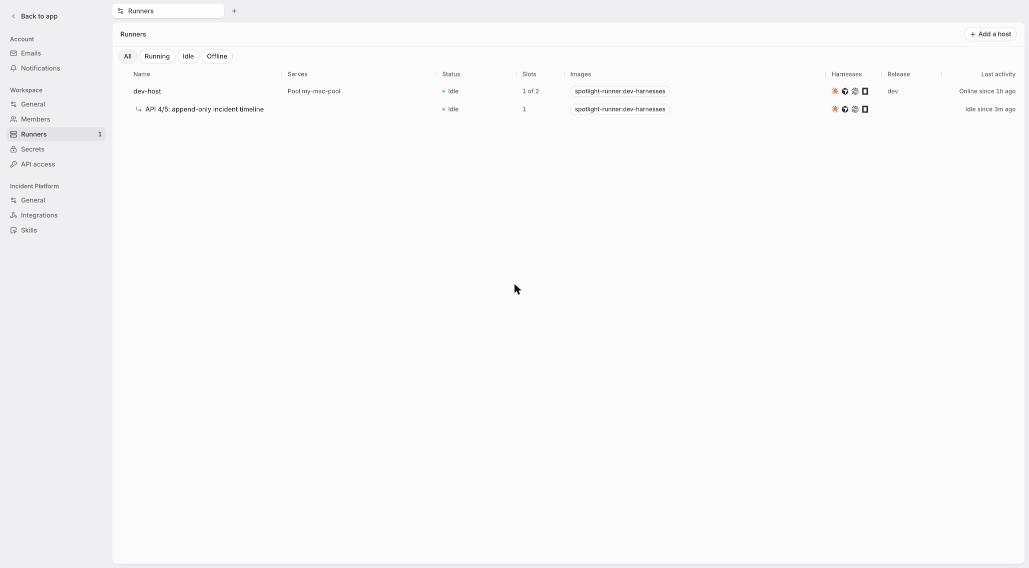 Back to app
Runners
Account
Emails
Notifications
Workspace
General
Members
Runners 1
Secrets
API access
Incident Platform
General
Integrations
Skills
Runners
Add a host
All Running Idle Offline
Name Serves Status Slots Images Harnesses Release Last activity
dev-host Pool my-misc-pool Idle 1 of 2 spotlight-runner:dev-harnesses dev Online since 1h ago
API 4/5: append-only incident timeline Idle 1 spotlight-runner:dev-harnesses Idle since 3m ago